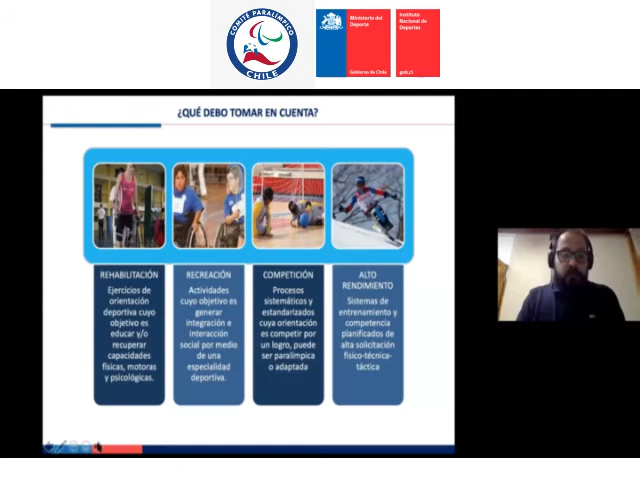 COMITÉ PARALÍMPICO
CHILE
Ministerio del
Deporte
Gobierno de Chile
Instituto
Nacional de
Deportes
gob.cl
¿QUÉ DEBO TOMAR EN CUENTA?
REHABILITACIÓN
Ejercicios de
orientación
deportiva cuyo
objetivo es
educar y/o
recuperar
capacidades
físicas, motoras
y psicológicas.
RECREACIÓN
Actividades
cuyo objetivo es
generar
integración e
interacción
social por medio
de una
especialidad
deportiva.
COMPETICIÓN
Procesos
sistemáticos y
estandarizados
cuya orientación
es competir por
un logro, puede
ser paralímpica
o adaptada
ALTO
RENDIMIENTO
Sistemas de
entrenamiento y
competencia
planificados de
alta solicitación
físico-técnica-
táctica